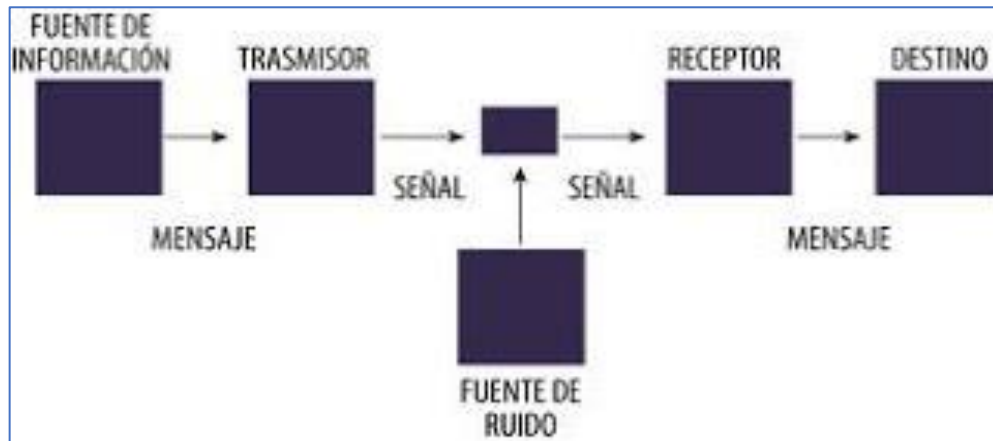 FUENTE DE
INFORMACIÓN
TRASMISOR
RECEPTOR
DESTINO
SEÑAL
SEÑAL
MENSAJE
MENSAJE
FUENTE DE
RUIDO